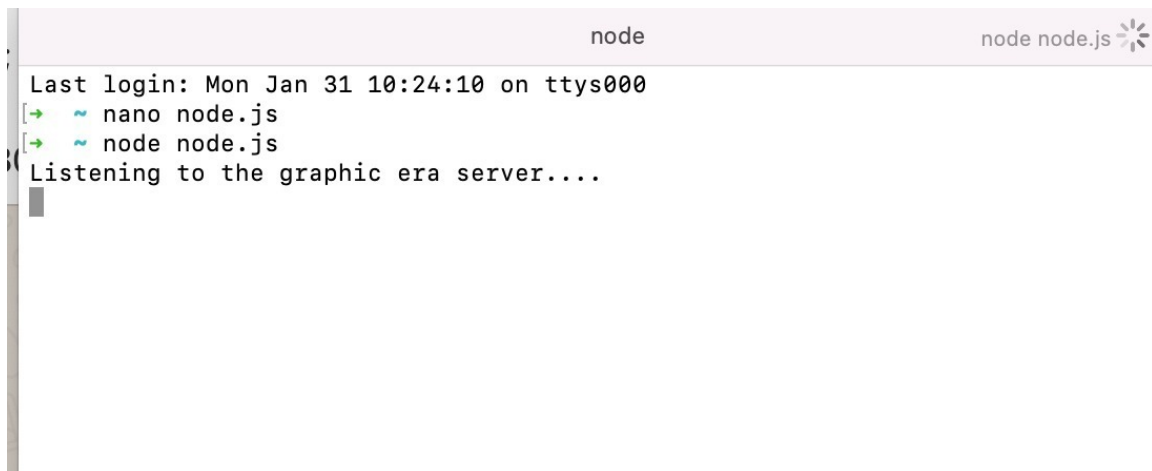 node
node node.js
Last login: Mon Jan 31 10:24:10 on ttys000
[→ ~ nano node.js
[→ ~ node node.js
Listening to the graphic era server....